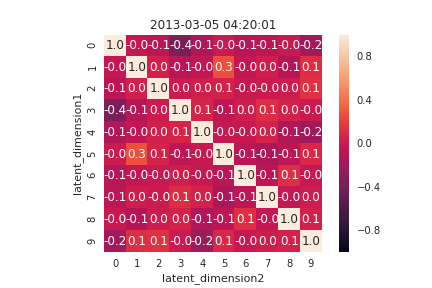 2013-03-05 04:20:01
0 1.0 -0.0 -0.1 -0.4 -0.1 -0.0 -0.1 -0.1 -0.0 -0.2
1 -0.0 1.0 0.0 -0.1 -0.0 0.3 -0.0 0.0 -0.1 0.1
2 -0.1 0.0 1.0 0.0 0.0 0.1 -0.0 -0.0 -0.0 0.1
3 -0.4 -0.1 0.0 1.0 0.1 -0.1 0.0 0.1 0.0 -0.0
4 -0.1 -0.0 0.0 0.1 1.0 -0.0 -0.0 0.0 -0.1 -0.2
5 -0.0 0.3 0.1 -0.1 -0.0 1.0 -0.1 -0.1 -0.1 0.1
6 -0.1 -0.0 -0.0 0.0 -0.0 -0.1 1.0 -0.1 0.1 -0.0
7 -0.1 0.0 -0.0 0.1 0.0 -0.1 -0.1 1.0 -0.0 0.0
8 -0.0 -0.1 -0.0 0.0 -0.1 -0.1 0.1 -0.0 1.0 0.1
9 -0.2 0.1 0.1 -0.0 -0.2 0.1 -0.0 0.0 0.1 1.0
0 1 2 3 4 5 6 7 8 9
latent_dimension1
latent_dimension2
0.8
0.4
0.0
−0.4
−0.8